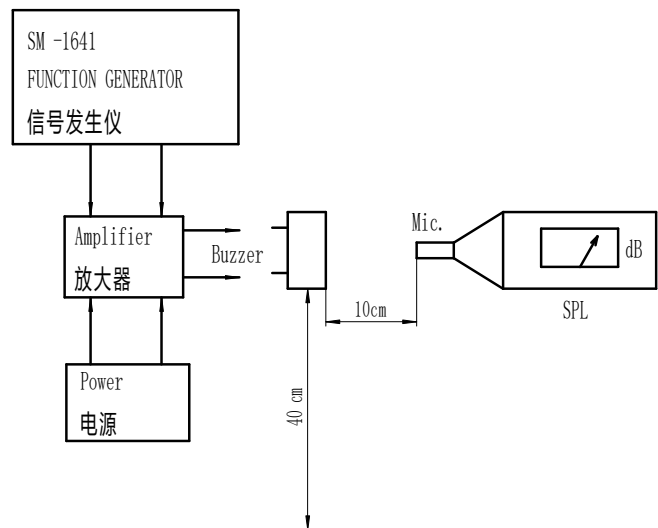 SM -1641
FUNCTION GENERATOR
信号发生仪
Amplifier
放大器
Buzzer
Mic.
dB
SPL
10cm
40 cm
Power
电源